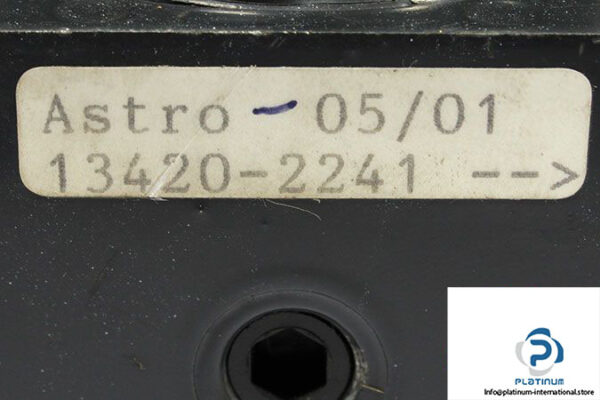 Astro - 05/01
13420-2241 -->
PLATINUM
info@platinum-international.store